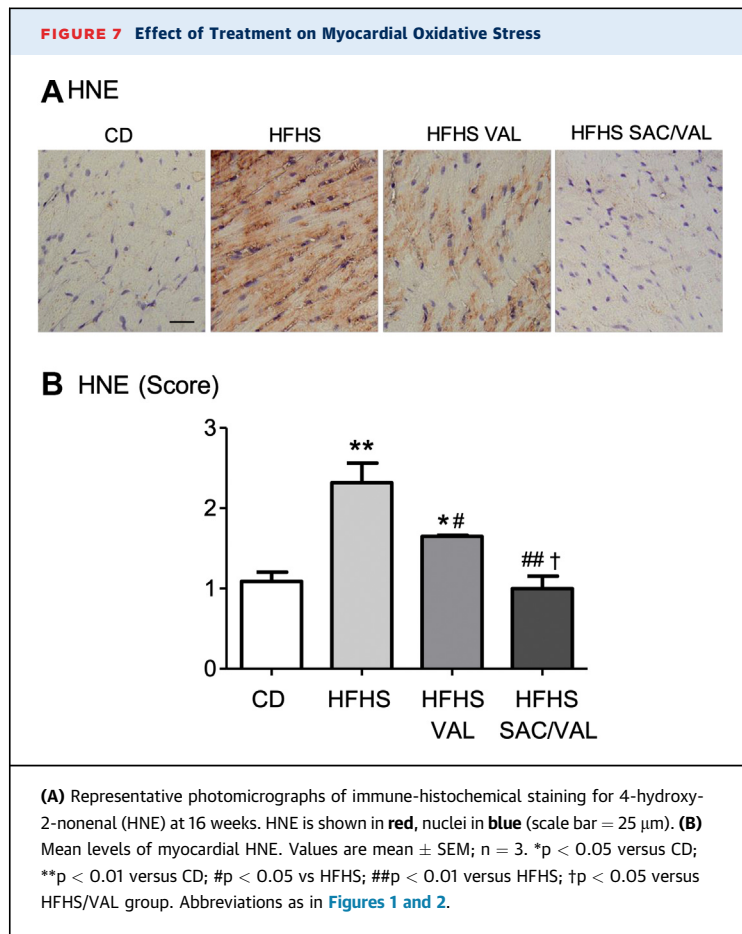 FIGURE 7 Effect of Treatment on Myocardial Oxidative Stress
A HNE
CD HFHS HFHS VAL HFHS SAC/VAL
B HNE (Score)
3
2
1
0
**
*#
## †
CD HFHS HFHS HFHS
VAL SAC/VAL
(A) Representative photomicrographs of immune-histochemical staining for 4-hydroxy-
2-nonenal (HNE) at 16 weeks. HNE is shown in red, nuclei in blue (scale bar = 25 μm). (B)
Mean levels of myocardial HNE. Values are mean ± SEM; n = 3. *p < 0.05 versus CD;
**p < 0.01 versus CD; #p < 0.05 vs HFHS; ##p < 0.01 versus HFHS; †p < 0.05 versus
HFHS/VAL group. Abbreviations as in Figures 1 and 2.